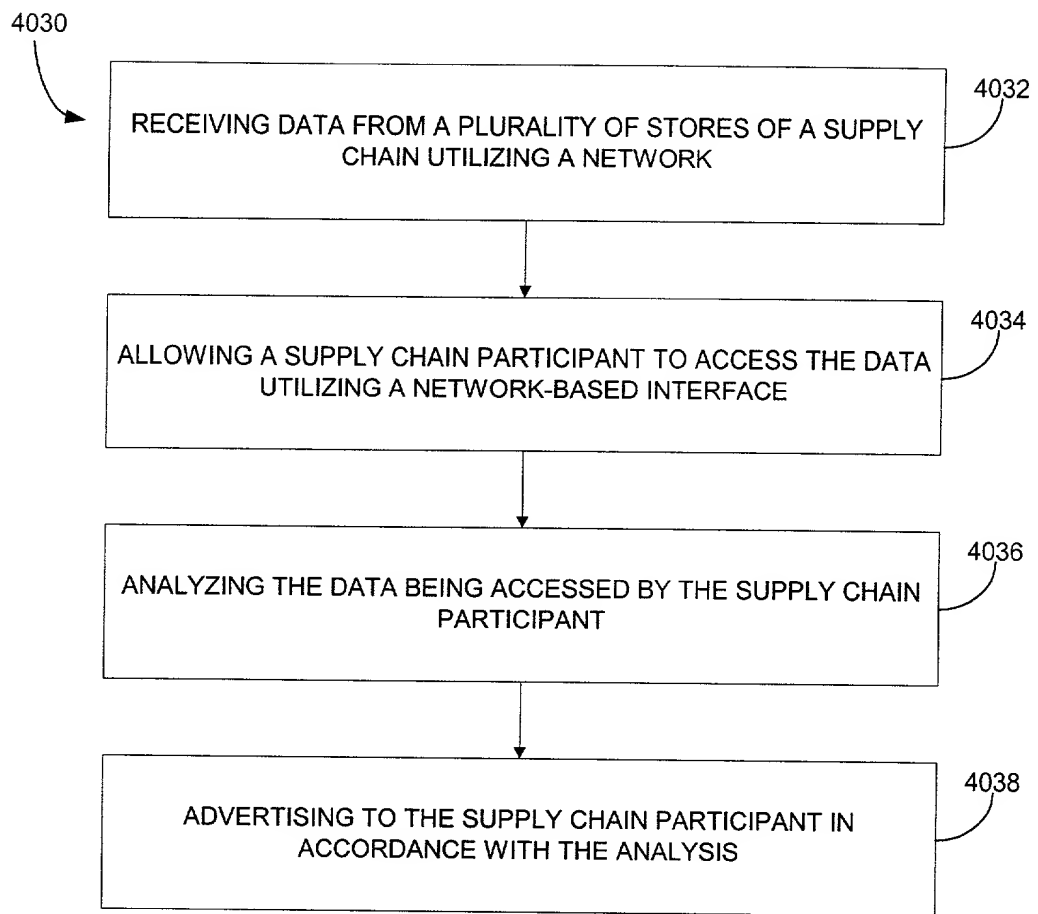 4030
4032
RECEIVING DATA FROM A PLURALITY OF STORES OF A SUPPLY
CHAIN UTILIZING A NETWORK
4034
ALLOWING A SUPPLY CHAIN PARTICIPANT TO ACCESS THE DATA
UTILIZING A NETWORK-BASED INTERFACE
4036
ANALYZING THE DATA BEING ACCESSED BY THE SUPPLY CHAIN
PARTICIPANT
4038
ADVERTISING TO THE SUPPLY CHAIN PARTICIPANT IN
ACCORDANCE WITH THE ANALYSIS